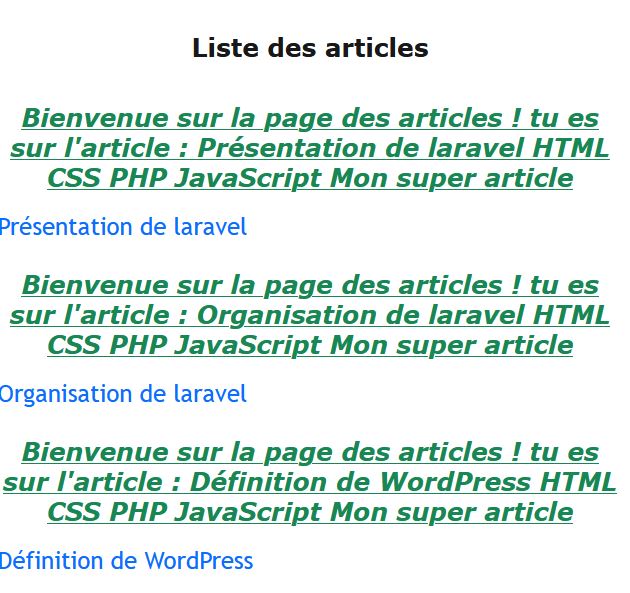 Liste des articles
Bienvenue sur la page des articles ! tu es
sur l'article : Présentation de laravel HTML
CSS PHP JavaScript Mon super article
Présentation de laravel
Bienvenue sur la page des articles ! tu es
sur l'article : Organisation de laravel HTML
CSS PHP JavaScript Mon super article
Organisation de laravel
Bienvenue sur la page des articles ! tu es
sur l'article : Définition de WordPress HTML
CSS PHP JavaScript Mon super article
Définition de WordPress